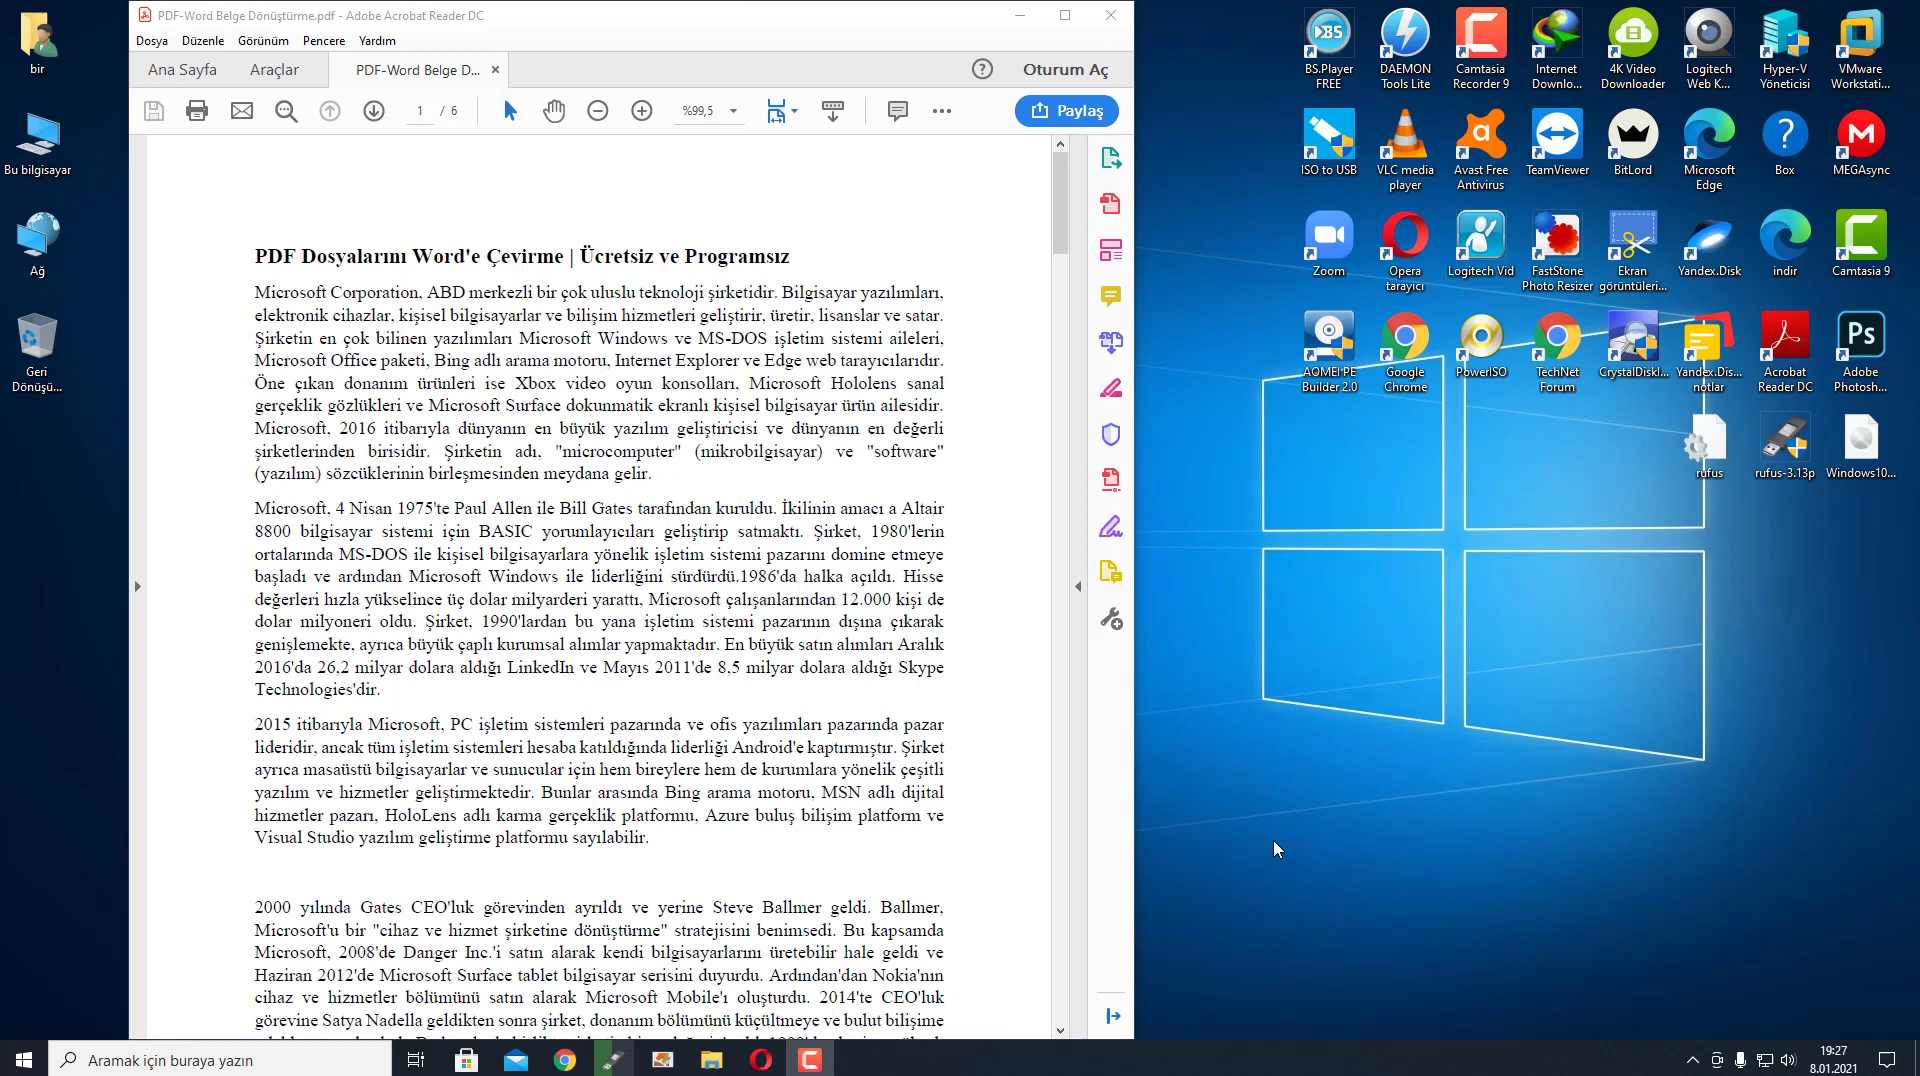 PDF-Word Belge Dönüştürme.pdf - Adobe Acrobat Reader DC
Dosya Düzenle Görünüm Pencere Yardım
Ana Sayfa Araçlar PDF-Word Belge D... Oturum Aç
1 / 6 %99,5 Paylaş
PDF Dosyalarını Word'e Çevirme | Ücretsiz ve Programsız
Microsoft Corporation, ABD merkezli bir çok uluslu teknoloji şirketidir. Bilgisayar yazılımları,
elektronik cihazlar, kişisel bilgisayarlar ve bilişim hizmetleri geliştirir, üretir, lisanslar ve satar.
Şirketin en çok bilinen yazılımları Microsoft Windows ve MS-DOS işletim sistemi aileleri,
Microsoft Office paketi, Bing adlı arama motoru, Internet Explorer ve Edge web tarayıcılarıdır.
Öne çıkan donanım ürünleri ise Xbox video oyun konsolları, Microsoft Hololens sanal
gerçeklik gözlükleri ve Microsoft Surface dokunmatik ekranlı kişisel bilgisayar ürün ailesidir.
Microsoft, 2016 itibarıyla dünyanın en büyük yazılım geliştiricisi ve dünyanın en değerli
şirketlerinden birisidir. Şirketin adı, "microcomputer" (mikrobilgisayar) ve "software"
(yazılım) sözcüklerinin birleşmesinden meydana gelir.
Microsoft, 4 Nisan 1975'te Paul Allen ile Bill Gates tarafından kuruldu. İkilinin amacı a Altair
8800 bilgisayar sistemi için BASIC yorumlayıcıları geliştirip satmaktı. Şirket, 1980'lerin
ortalarında MS-DOS ile kişisel bilgisayarlara yönelik işletim sistemi pazarını domine etmeye
başladı ve ardından Microsoft Windows ile liderliğini sürdürdü.1986'da halka açıldı. Hisse
değerleri hızla yükselince üç dolar milyarderi yarattı, Microsoft çalışanlarından 12.000 kişi de
dolar milyoneri oldu. Şirket, 1990'lardan bu yana işletim sistemi pazarının dışına çıkarak
genişlemekte, ayrıca büyük çaplı kurumsal alımlar yapmaktadır. En büyük satın alımları Aralık
2016'da 26,2 milyar dolara aldığı LinkedIn ve Mayıs 2011'de 8,5 milyar dolara aldığı Skype
Technologies'dir.
2015 itibarıyla Microsoft, PC işletim sistemleri pazarında ve ofis yazılımları pazarında pazar
lideridir, ancak tüm işletim sistemleri hesaba katıldığında liderliği Android'e kaptırmıştır. Şirket
ayrıca masaüstü bilgisayarlar ve sunucular için hem bireylere hem de kurumlara yönelik çeşitli
yazılım ve hizmetler geliştirmektedir. Bunlar arasında Bing arama motoru, MSN adlı dijital
hizmetler pazarı, HoloLens adlı karma gerçeklik platformu, Azure buluş bilişim platform ve
Visual Studio yazılım geliştirme platformu sayılabilir.
2000 yılında Gates CEO'luk görevinden ayrıldı ve yerine Steve Ballmer geldi. Ballmer,
Microsoft'u bir "cihaz ve hizmet şirketine dönüştürme" stratejisini benimsedi. Bu kapsamda
Microsoft, 2008'de Danger Inc.'i satın alarak kendi bilgisayarlarını üretebilir hale geldi ve
Haziran 2012'de Microsoft Surface tablet bilgisayar serisini duyurdu. Ardından'dan Nokia'nın
cihaz ve hizmetler bölümünü satın alarak Microsoft Mobile'ı oluşturdu. 2014'te CEO'luk
görevine Satya Nadella geldikten sonra şirket, donanım bölümünü küçültmeye ve bulut bilişime
bir
Bu bilgisayar
Ağ
Geri
Dönüşü...
BS.Player
FREE
DAEMON
Tools Lite
Camtasia
Recorder 9
Internet
Downlo...
4K Video
Downloader
Logitech
Web K...
Hyper-V
Yöneticisi
VMware
Workstati...
ISO to USB
VLC media
player
Avast Free
Antivirus
TeamViewer
BitLord
Microsoft
Edge
Box
MEGAsync
Zoom
Opera
tarayıcı
Logitech Vid
FastStone
Photo Resizer
Ekran
görüntüleri...
Yandex.Disk
indir
Camtasia 9
AOMEI PE
Builder 2.0
Google
Chrome
PowerISO
TechNet
Forum
CrystalDiskI...
Yandex.Dis...
notlar
Acrobat
Reader DC
Adobe
Photosh...
rufus
rufus-3.13p
Windows10...
Aramak için buraya yazın
19:27
8.01.2021